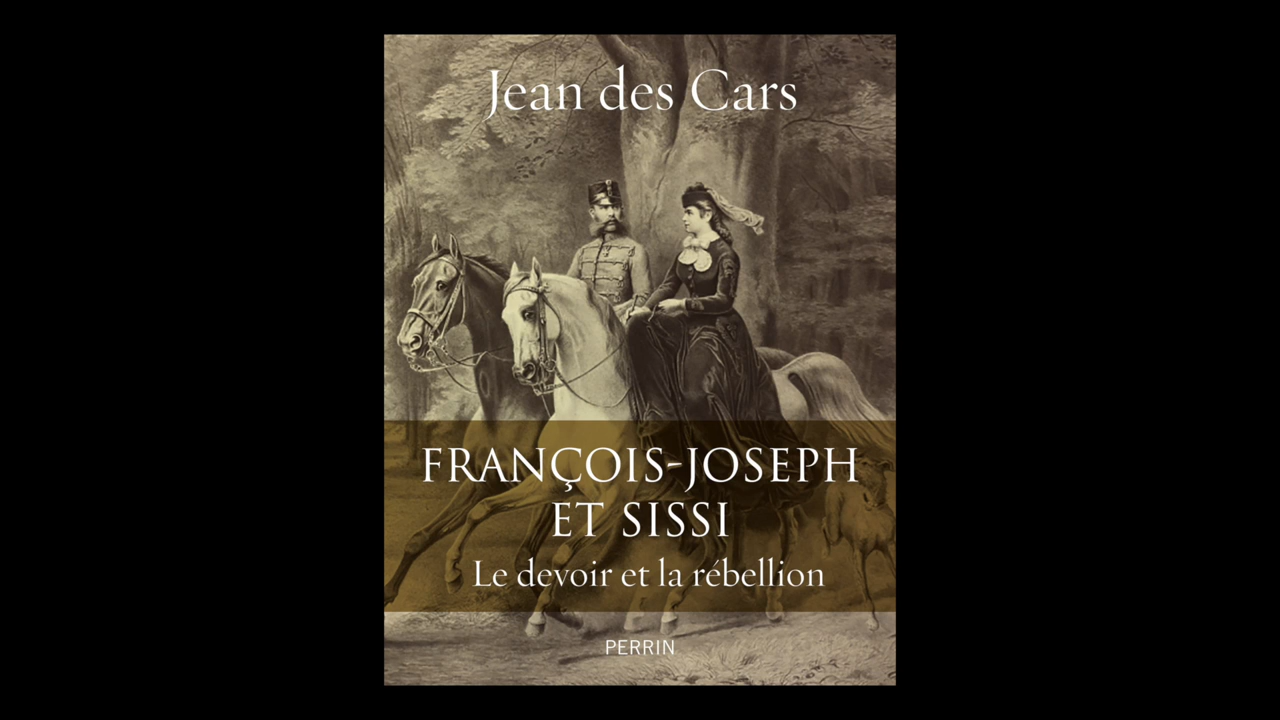 Jean des Cars
FRANÇOIS-JOSEPH
ET SISSI
Le devoir et la rébellion
PERRIN